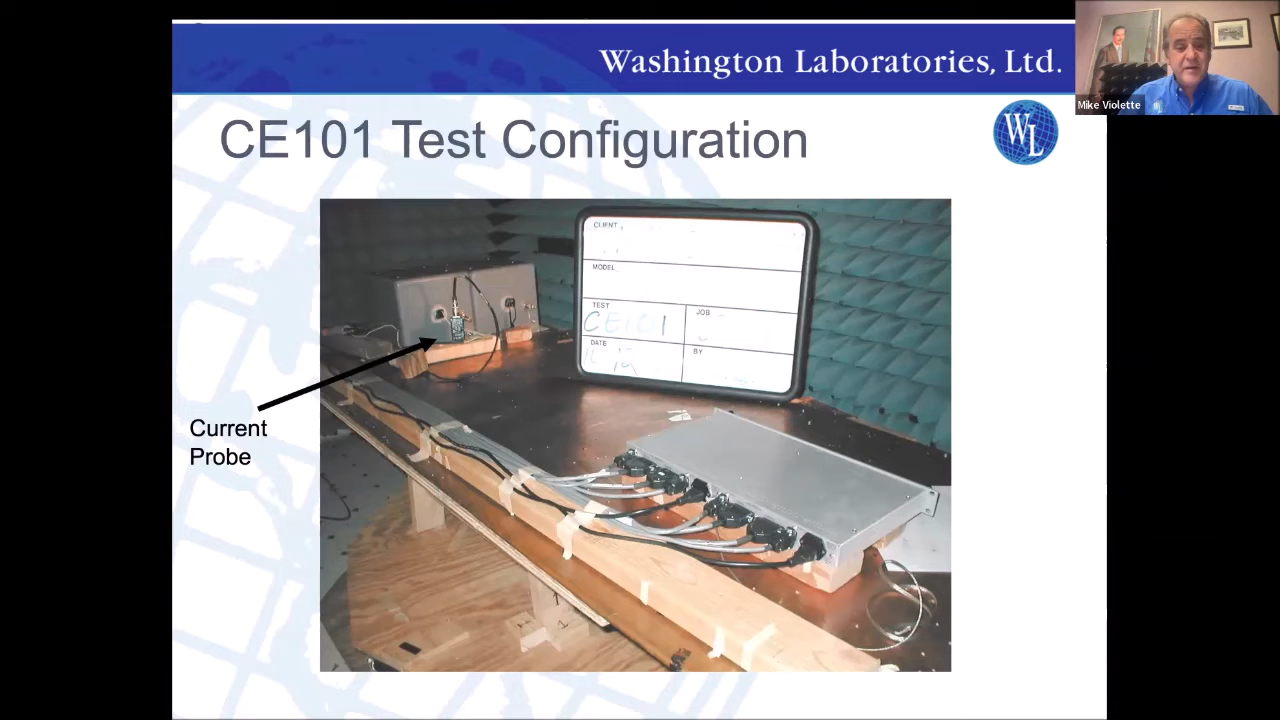 Washington Laboratories, Ltd.
Mike Violette
WL
CE101 Test Configuration
CLIENT
MODEL
TEST
JOB
CE101
DATE
BY
Current
Probe